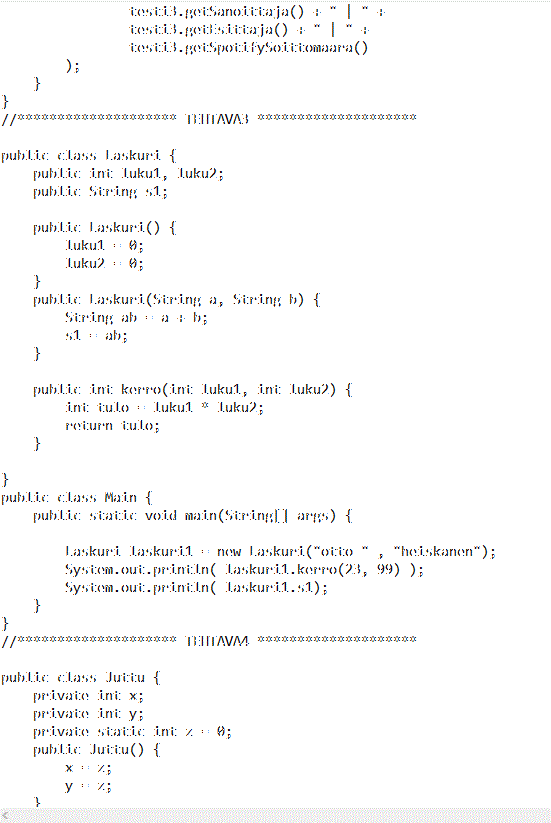 testi3.getSanoittaja() + " | " +
                testi3.getEsittaja() + " | " +
                testi3.getSpotifySoittomaara()
        );
    }
}
//******************** TEHTAVA3 ********************

public class Laskuri {
    public int luku1, luku2;
    public String s1;

    public Laskuri() {
        luku1 = 0;
        luku2 = 0;
    }
    public Laskuri(String a, String b) {
        String ab = a + b;
        s1 = ab;
    }

    public int kerro(int luku1, int luku2) {
        int tulo = luku1 * luku2;
        return tulo;
    }

}
public class Main {
    public static void main(String[] args) {

        Laskuri laskuri1 = new Laskuri("otto " , "heiskanen");
        System.out.println( laskuri1.kerro(23, 99) );
        System.out.println( laskuri1.s1);
    }
}
//******************** TEHTAVA4 ********************

public class Juttu {
    private int x;
    private int y;
    private static int z = 0;
    public Juttu() {
        x = z;
        y = z;
    }